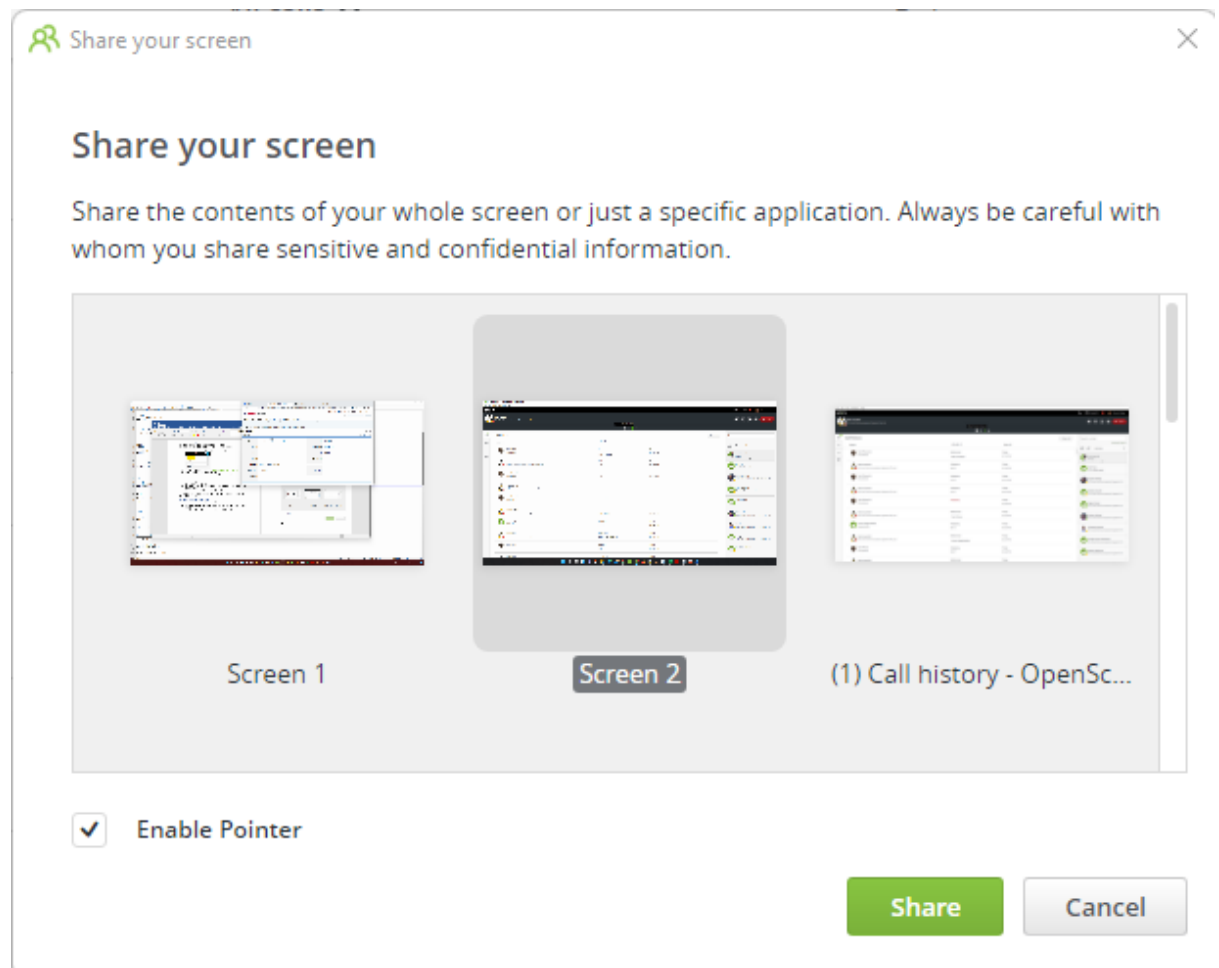 Share your screen
Share your screen
Share the contents of your whole screen or just a specific application. Always be careful with
whom you share sensitive and confidential information.
Screen 1
Screen 2
(1) Call history - OpenSc...
Enable Pointer
Share
Cancel